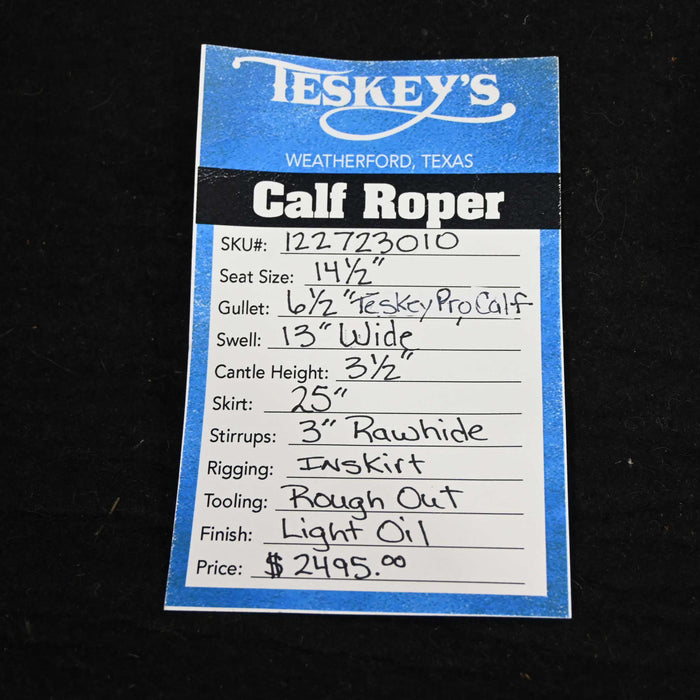 TESKEY'S
WEATHERFORD, TEXAS
Calf Roper
SKU#: 122723010
Seat Size: 14½"
Gullet: 6½" Teskey Pro Calf
Swell: 13" Wide
Cantle Height: 3½"
Skirt: 25"
Stirrups: 3" Rawhide
Rigging: Inskirt
Tooling: Rough Out
Finish: Light Oil
Price: $2495.00